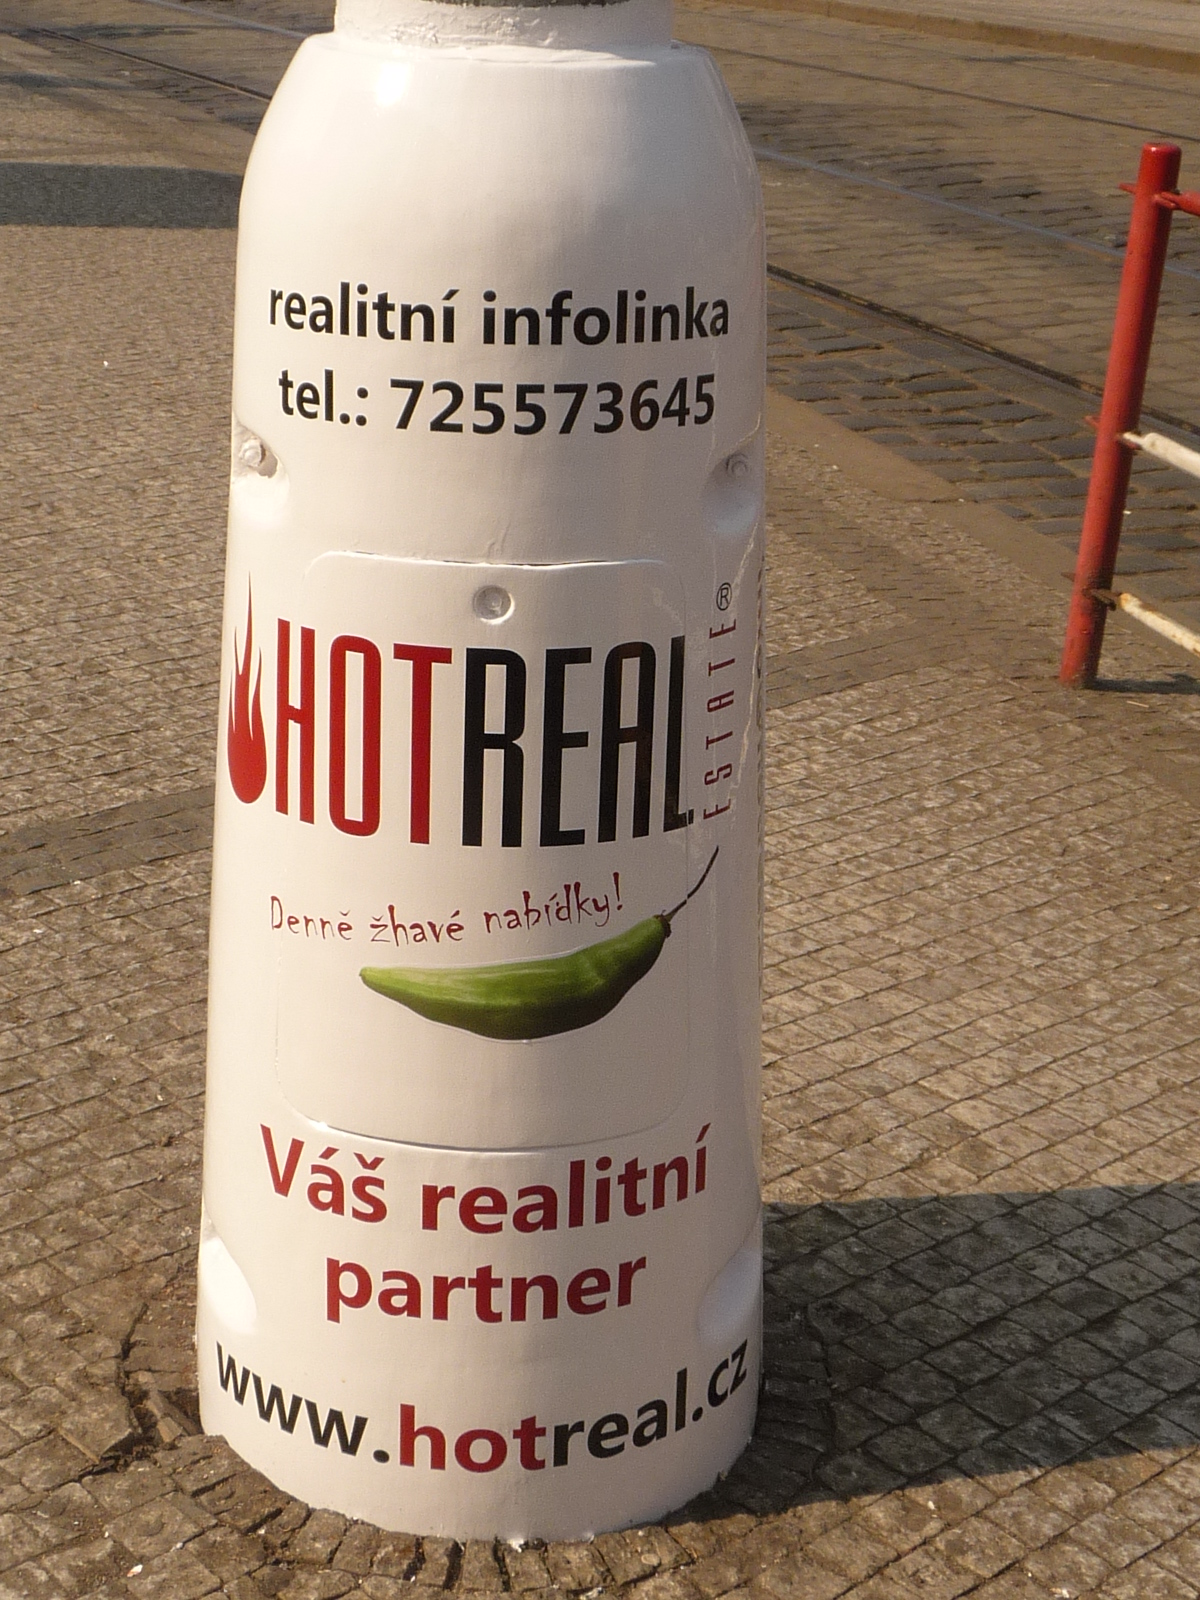 realitní infolinka
tel.: 725573645
HOTREAL ESTATE®
Denně žhavé nabídky!
Váš realitní
partner
www.hotreal.cz